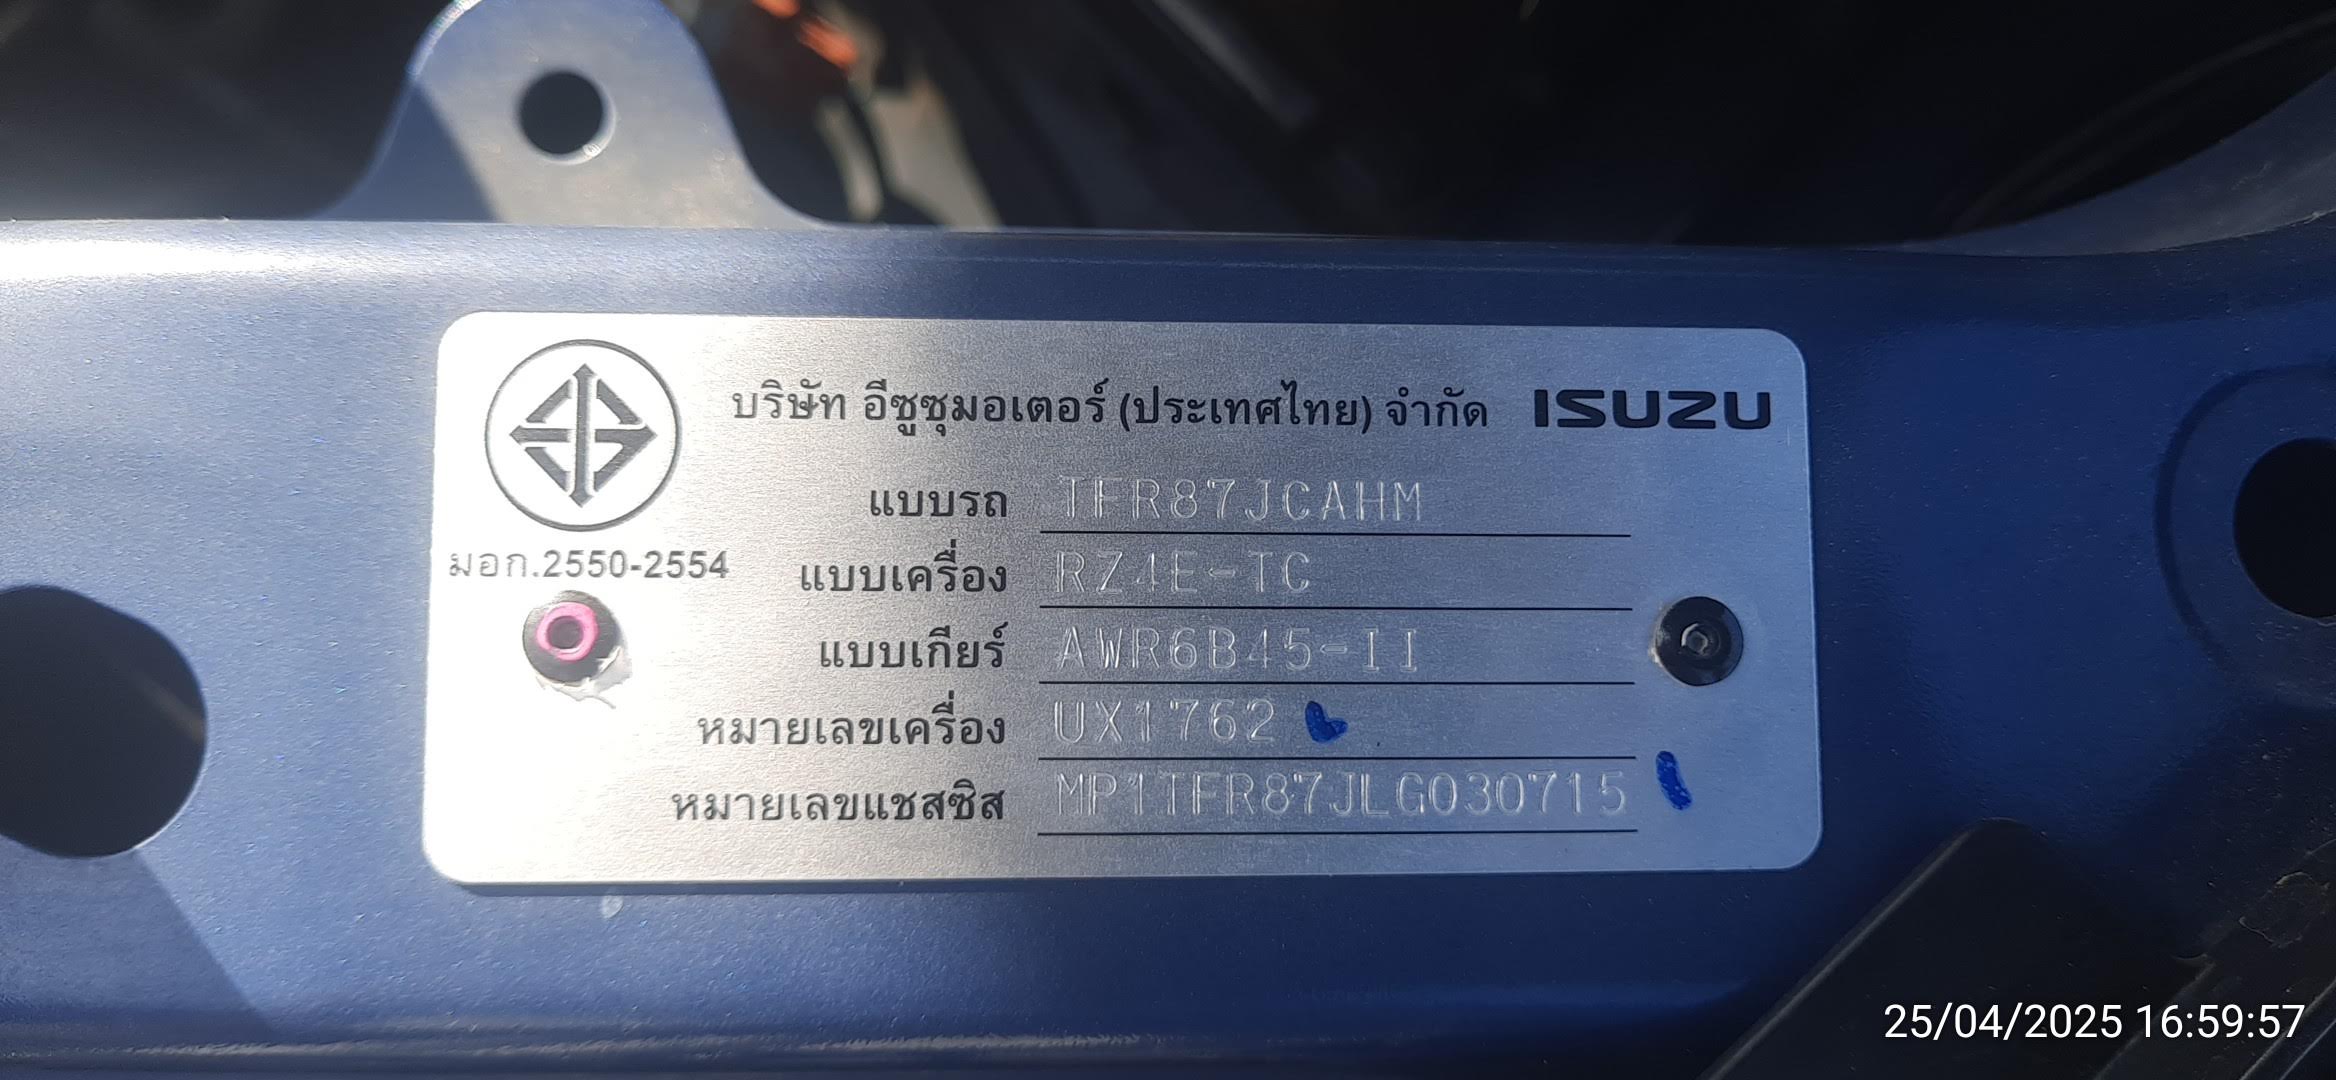 บริษัท อีซูซุมอเตอร์ (ประเทศไทย) จำกัด ISUZU
แบบรถ TFR87JCAHM
มอก.2550-2554
แบบเครื่อง RZ4E-TC
แบบเกียร์ AWR6B45-II
หมายเลขเครื่อง UX1762
หมายเลขแชสซิส MP1TFR87JLG030715
25/04/2025 16:59:57